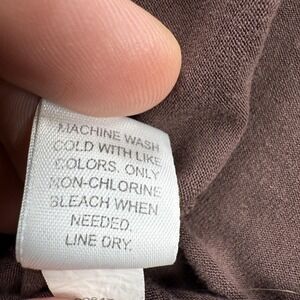 MACHINE WASH
COLD WITH LIKE
COLORS. ONLY
NON-CHLORINE
BLEACH WHEN
NEEDED.
LINE DRY.